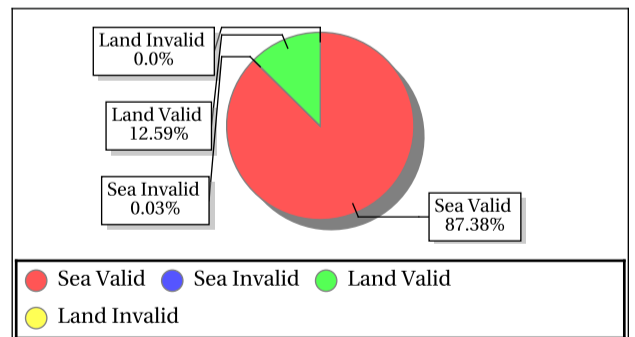 Land Invalid
0.0%
Land Valid
12.59%
Sea Invalid
0.03%
Sea Valid
87.38%
Sea Valid Sea Invalid Land Valid
Land Invalid